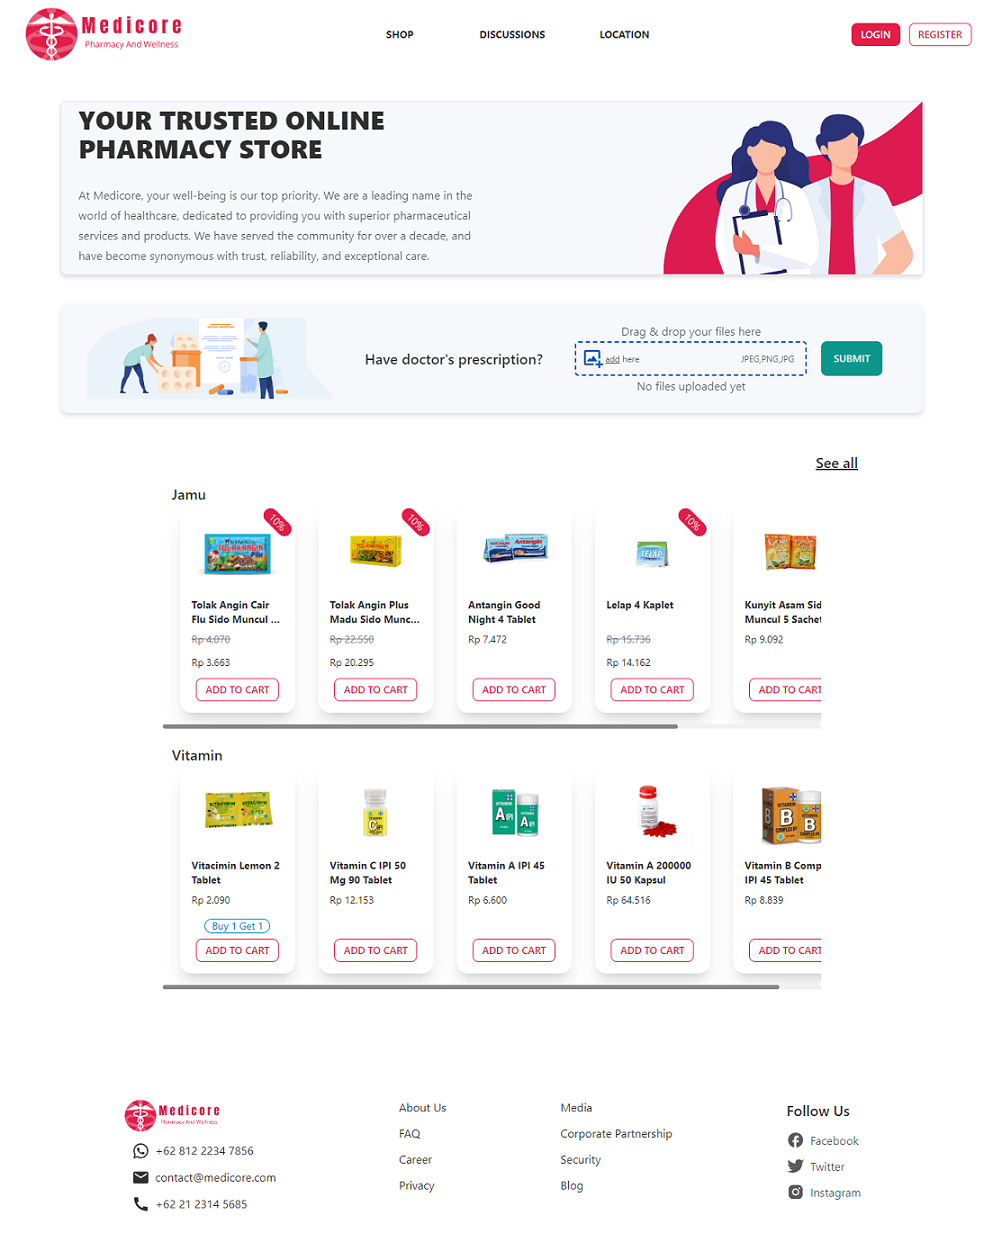 Medicore
Pharmacy And Wellness
SHOP
DISCUSSIONS
LOCATION
LOGIN
REGISTER
YOUR TRUSTED ONLINE
PHARMACY STORE
At Medicore, your well-being is our top priority. We are a leading name in the
world of healthcare, dedicated to providing you with superior pharmaceutical
services and products. We have served the community for over a decade, and
have become synonymous with trust, reliability, and exceptional care.
Have doctor's prescription?
Drag & drop your files here
add here
JPEG,PNG,JPG
No files uploaded yet
SUBMIT
See all
Jamu
10%
TOLAKANGIN
Tolak Angin Cair
Flu Sido Muncul ...
Rp 4.070
Rp 3.663
ADD TO CART
10%
Tolak Angin Plus
Madu Sido Munc...
Rp 22.550
Rp 20.295
ADD TO CART
Antangin
Antangin Good
Night 4 Tablet
Rp 7.472
ADD TO CART
10%
LELAP
Lelap 4 Kaplet
Rp 15.736
Rp 14.162
ADD TO CART
Kunyit Asam Sid
Muncul 5 Sachet
Rp 9.092
ADD TO CART
Vitamin
VITACIMIN
Vitacimin Lemon 2
Tablet
Rp 2.090
Buy 1 Get 1
ADD TO CART
C IPI
Vitamin C IPI 50
Mg 90 Tablet
Rp 12.153
ADD TO CART
VITAMIN
A IPI
A IPI
Vitamin A IPI 45
Tablet
Rp 6.600
ADD TO CART
Vitamin A 200000
IU 50 Kapsul
Rp 64.516
ADD TO CART
VITAMIN
B
COMPLEX IPI
B
Vitamin B Comp
IPI 45 Tablet
Rp 8.839
ADD TO CART
Medicore
Pharmacy And Wellness
+62 812 2234 7856
contact@medicore.com
+62 21 2314 5685
About Us
FAQ
Career
Privacy
Media
Corporate Partnership
Security
Blog
Follow Us
Facebook
Twitter
Instagram